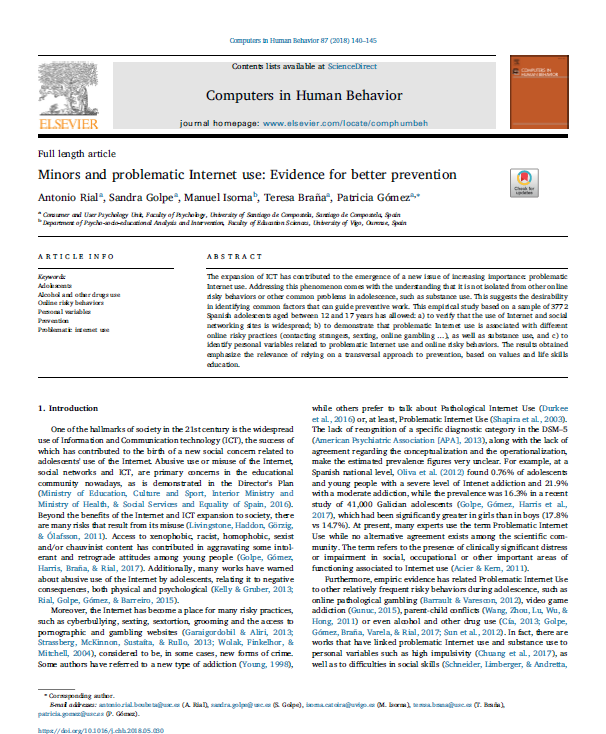 Computers in Human Behavior 87 (2018) 140–145
Contents lists available at ScienceDirect
Computers in Human Behavior
journal homepage: www.elsevier.com/locate/comphumbeh
ELSEVIER
COMPUTERS IN
HUMAN BEHAVIOR
Full length article
Minors and problematic Internet use: Evidence for better prevention
Check for
updates
Antonio Rialᵃ, Sandra Golpeᵃ, Manuel Isornaᵇ, Teresa Brañaᵃ, Patricia Gómezᵃ,*
ᵃ Consumer and User Psychology Unit, Faculty of Psychology, University of Santiago de Compostela, Santiago de Compostela, Spain
ᵇ Department of Psycho-socio-educational Analysis and Intervention, Faculty of Education Sciences, University of Vigo, Ourense, Spain
ARTICLE INFO
Keywords:
Adolescents
Alcohol and other drugs use
Online risky behaviors
Personal variables
Prevention
Problematic internet use
ABSTRACT
The expansion of ICT has contributed to the emergence of a new issue of increasing importance: problematic
Internet use. Addressing this phenomenon comes with the understanding that it is not isolated from other online
risky behaviors or other common problems in adolescence, such as substance use. This suggests the desirability
in identifying common factors that can guide preventive work. This empirical study based on a sample of 3772
Spanish adolescents aged between 12 and 17 years has allowed: a) to verify that the use of Internet and social
networking sites is widespread; b) to demonstrate that problematic Internet use is associated with different
online risky practices (contacting strangers, sexting, online gambling …), as well as substance use, and c) to
identify personal variables related to problematic Internet use and online risky behaviors. The results obtained
emphasize the relevance of relying on a transversal approach to prevention, based on values and life skills
education.
1. Introduction
One of the hallmarks of society in the 21st century is the widespread
use of Information and Communication technology (ICT), the success of
which has contributed to the birth of a new social concern related to
adolescents' use of the Internet. Abusive use or misuse of the Internet,
social networks and ICT, are primary concerns in the educational
community nowadays, as is demonstrated in the Director's Plan
(Ministry of Education, Culture and Sport, Interior Ministry and
Ministry of Health, & Social Services and Equality of Spain, 2016).
Beyond the benefits of the Internet and ICT expansion to society, there
are many risks that result from its misuse (Livingstone, Haddon, Görzig,
& Ólafsson, 2011). Access to xenophobic, racist, homophobic, sexist
and/or chauvinist content has contributed in aggravating some intol-
erant and retrograde attitudes among young people (Golpe, Gómez,
Harris, Braña, & Rial, 2017). Additionally, many works have warned
about abusive use of the Internet by adolescents, relating it to negative
consequences, both physical and psychological (Kelly & Gruber, 2013;
Rial, Golpe, Gómez, & Barreiro, 2015).
Moreover, the Internet has become a place for many risky practices,
such as cyberbullying, sexting, sextortion, grooming and the access to
pornographic and gambling websites (Garaigordobil & Aliri, 2013;
Strassberg, McKinnon, Sustaita, & Rullo, 2013; Wolak, Finkelhor, &
Mitchell, 2004), considered to be, in some cases, new forms of crime.
Some authors have referred to a new type of addiction (Young, 1998),
while others prefer to talk about Pathological Internet Use (Durkee
et al., 2016) or, at least, Problematic Internet Use (Shapira et al., 2003).
The lack of recognition of a specific diagnostic category in the DSM–5
(American Psychiatric Association [APA], 2013), along with the lack of
agreement regarding the conceptualization and the operationalization,
make the estimated prevalence figures very unclear. For example, at a
Spanish national level, Oliva et al. (2012) found 0.76% of adolescents
and young people with a severe level of Intenet addiction and 21.9%
with a moderate addiction, while the prevalence was 16.3% in a recent
study of 41,000 Galician adolescents (Golpe, Gómez, Harris et al.,
2017), which had been significantly greater in girls than in boys (17.8%
vs 14.7%). At present, many experts use the term Problematic Internet
Use while no alternative agreement exists among the scientific com-
munity. The term refers to the presence of clinically significant distress
or impairment in social, occupational or other important areas of
functioning associated to Internet use (Acier & Kern, 2011).
Furthermore, empiric evidence has related Problematic Internet Use
to other relatively frequent risky behaviors during adolescence, such as
online pathological gambling (Barrault & Varescon, 2012), video game
addiction (Gunuc, 2015), parent-child conflicts (Wang, Zhou, Lu, Wu, &
Hong, 2011) or even alcohol and other drug use (Cía, 2013; Golpe,
Gómez, Braña, Varela, & Rial, 2017; Sun et al., 2012). In fact, there are
works that have linked problematic Internet use and substance use to
personal variables such as high impulsivity (Chuang et al., 2017), as
well as to difficulties in social skills (Schneider, Limberger, & Andretta,
* Corresponding author.
E-mail addresses: antonio.rial.boubeta@usc.es (A. Rial), sandra.golpe@usc.es (S. Golpe), isorna.catoira@uvigo.es (M. Isorna), teresa.brana@usc.es (T. Braña),
patricia.gomez@usc.es (P. Gómez).
https://doi.org/10.1016/j.chb.2018.05.030